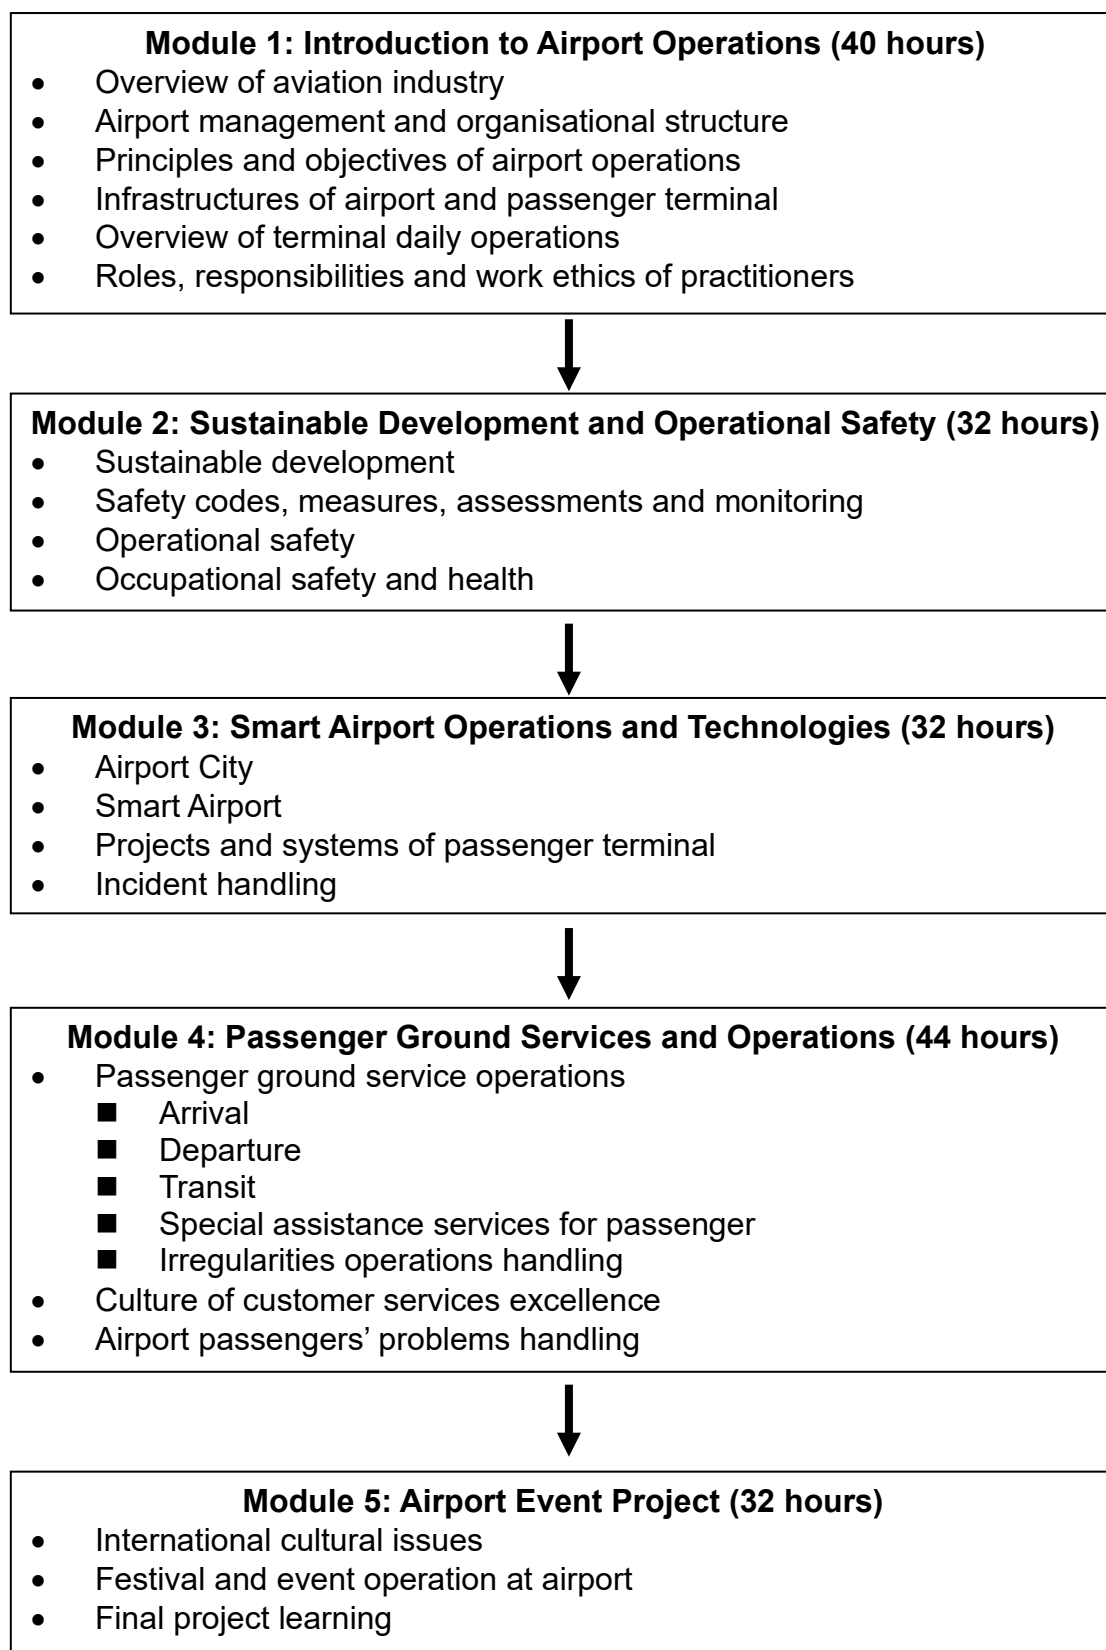 Module 1: Introduction to Airport Operations (40 hours)
• Overview of aviation industry
• Airport management and organisational structure
• Principles and objectives of airport operations
• Infrastructures of airport and passenger terminal
• Overview of terminal daily operations
• Roles, responsibilities and work ethics of practitioners
Module 2: Sustainable Development and Operational Safety (32 hours)
• Sustainable development
• Safety codes, measures, assessments and monitoring
• Operational safety
• Occupational safety and health
Module 3: Smart Airport Operations and Technologies (32 hours)
• Airport City
• Smart Airport
• Projects and systems of passenger terminal
• Incident handling
Module 4: Passenger Ground Services and Operations (44 hours)
• Passenger ground service operations
■ Arrival
■ Departure
■ Transit
■ Special assistance services for passenger
■ Irregularities operations handling
• Culture of customer services excellence
• Airport passengers’ problems handling
Module 5: Airport Event Project (32 hours)
• International cultural issues
• Festival and event operation at airport
• Final project learning